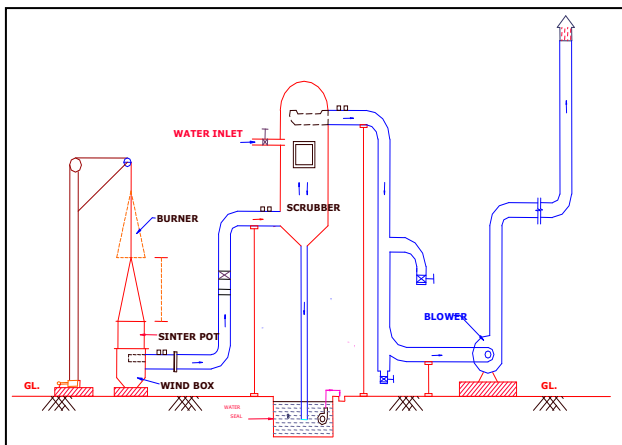 WATER INLET
SCRUBBER
BURNER
SINTER POT
BLOWER
GL.
WIND BOX
GL.
WATER
SEAL